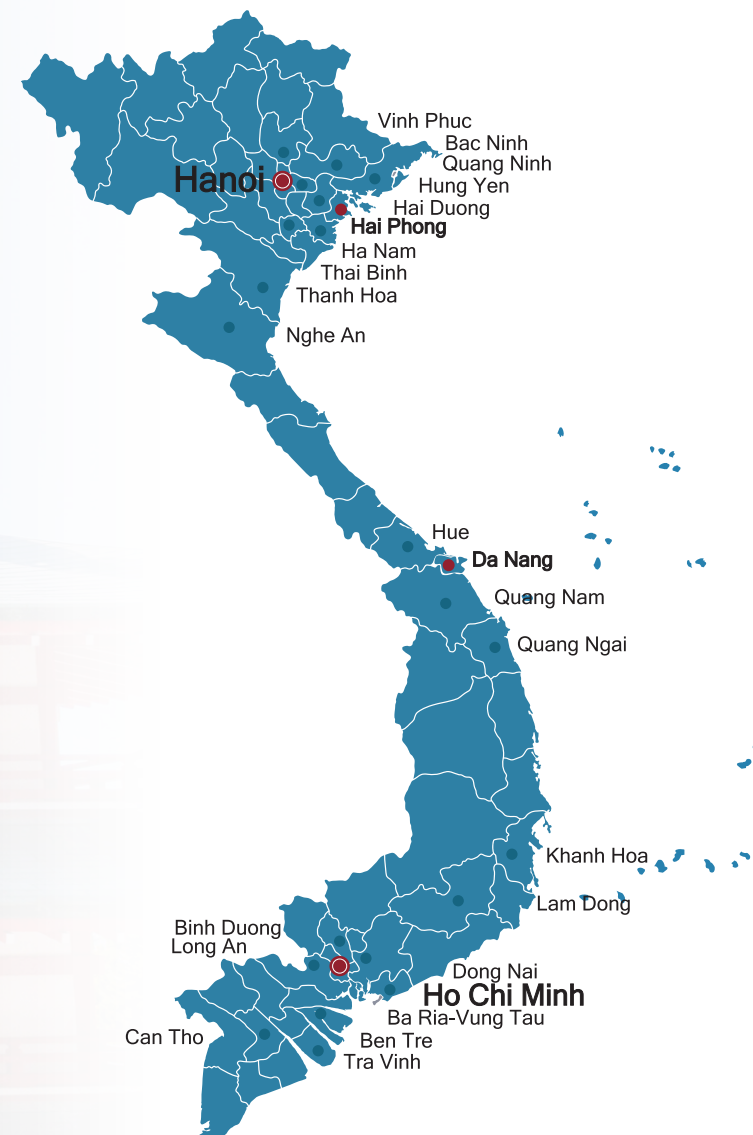 Vinh Phuc
Bac Ninh
Quang Ninh
Hanoi
Hung Yen
Hai Duong
Hai Phong
Ha Nam
Thai Binh
Thanh Hoa
Nghe An
Hue
Da Nang
Quang Nam
Quang Ngai
Khanh Hoa
Lam Dong
Binh Duong
Long An
Dong Nai
Ho Chi Minh
Ba Ria-Vung Tau
Can Tho
Ben Tre
Tra Vinh